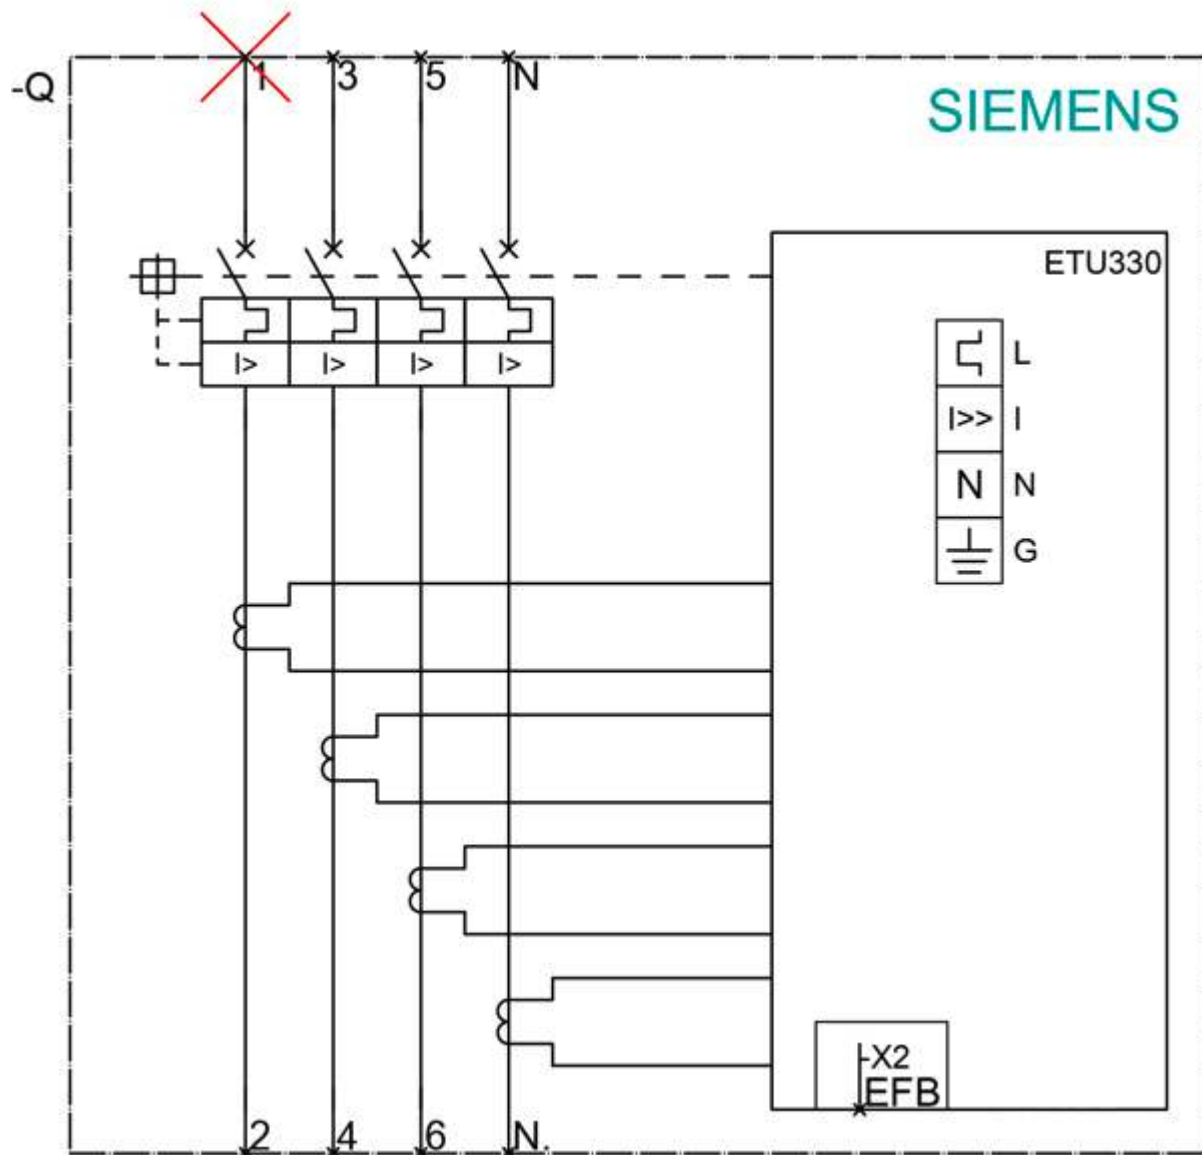 1 3 5 N
-Q
SIEMENS
ETU330
L
I> I> I> I>
I>> I
N N
G
-X2
EFB
2 4 6 N.